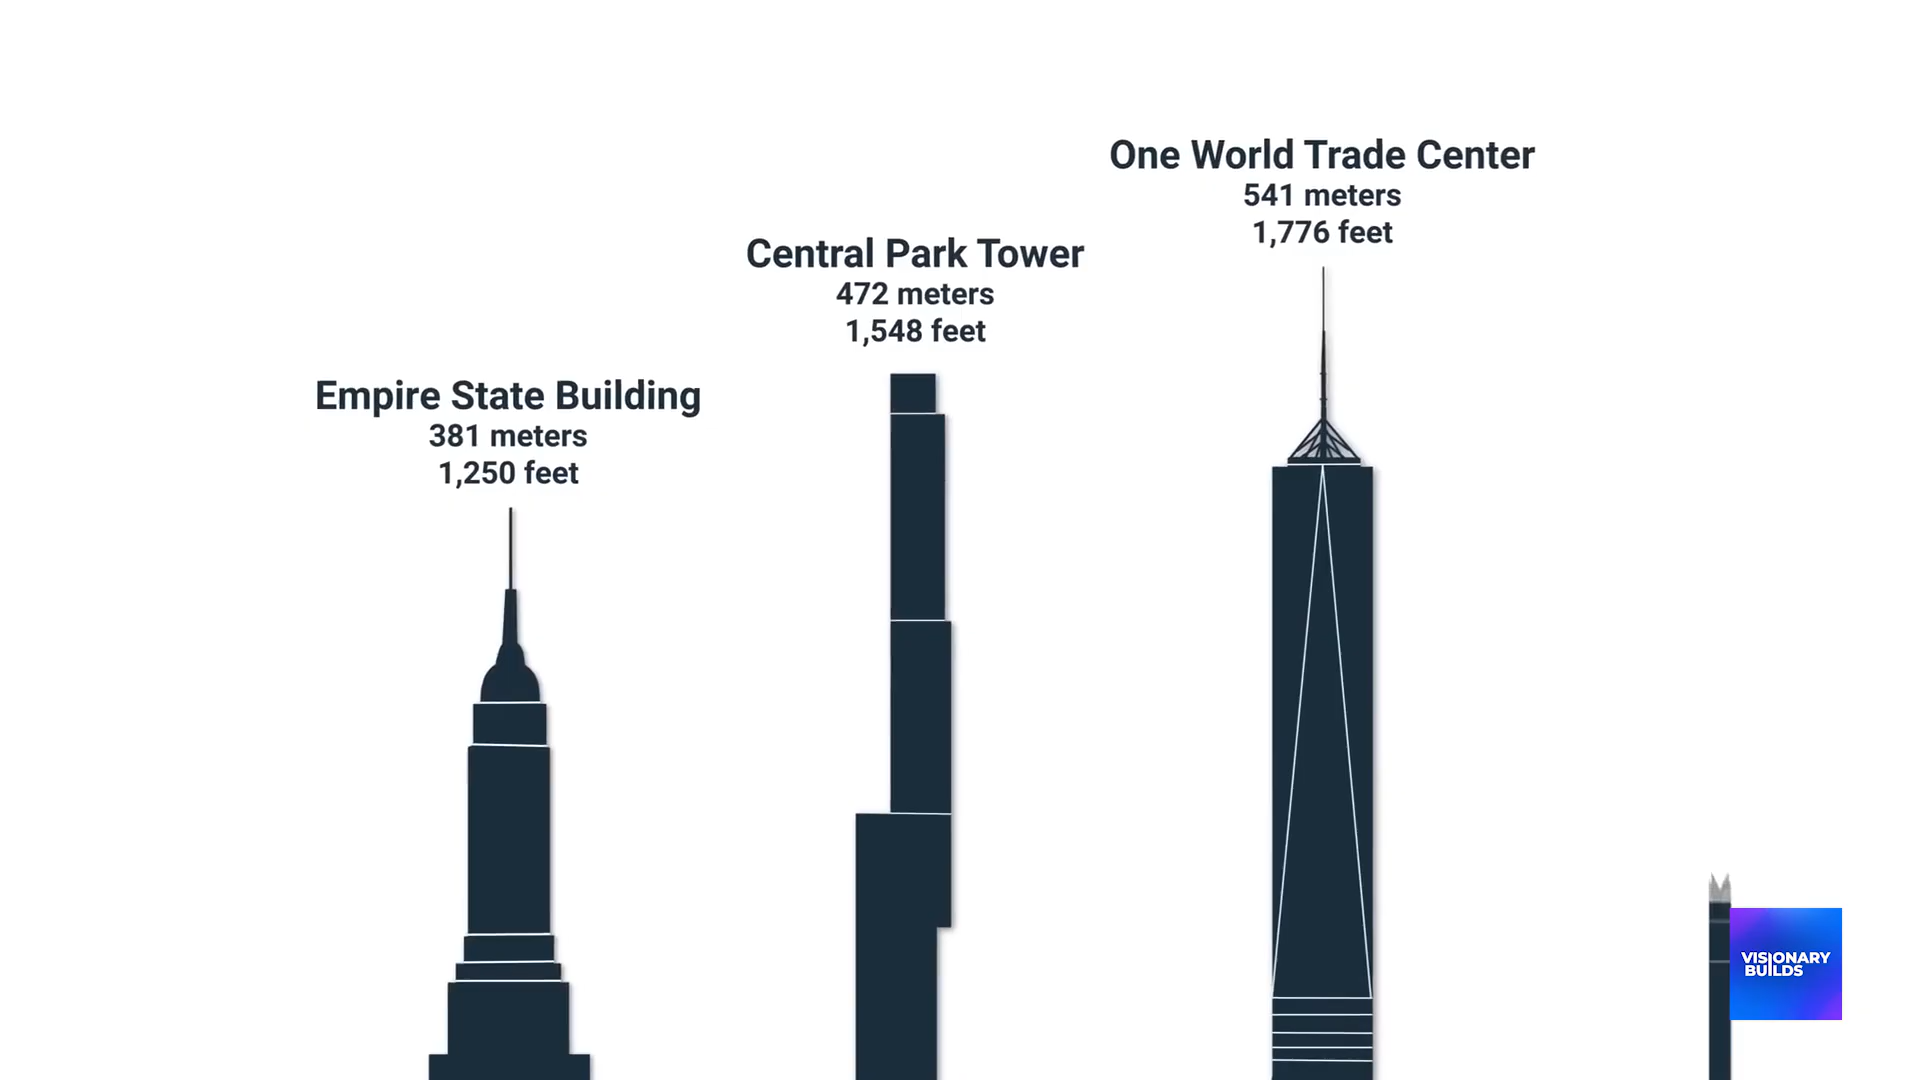 One World Trade Center
541 meters
1,776 feet
Central Park Tower
472 meters
1,548 feet
Empire State Building
381 meters
1,250 feet
VISIONARY
BUILDS